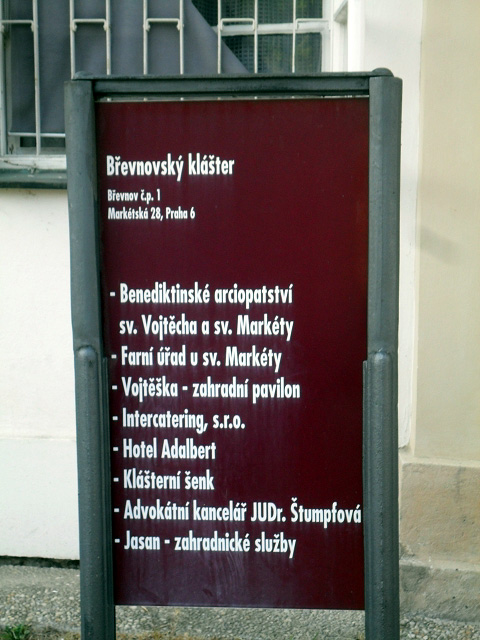 Břevnovský klášter
Břevnov č.p. 1
Markétská 28, Praha 6
- Benediktinské arciopatství
sv. Vojtěcha a sv. Markéty
- Farní úřad u sv. Markéty
- Vojtěška - zahradní pavilon
- Intercatering, s.r.o.
- Hotel Adalbert
- Klášterní šenk
- Advokátní kancelář JUDr. Štumpfová
- Jasan - zahradnické služby